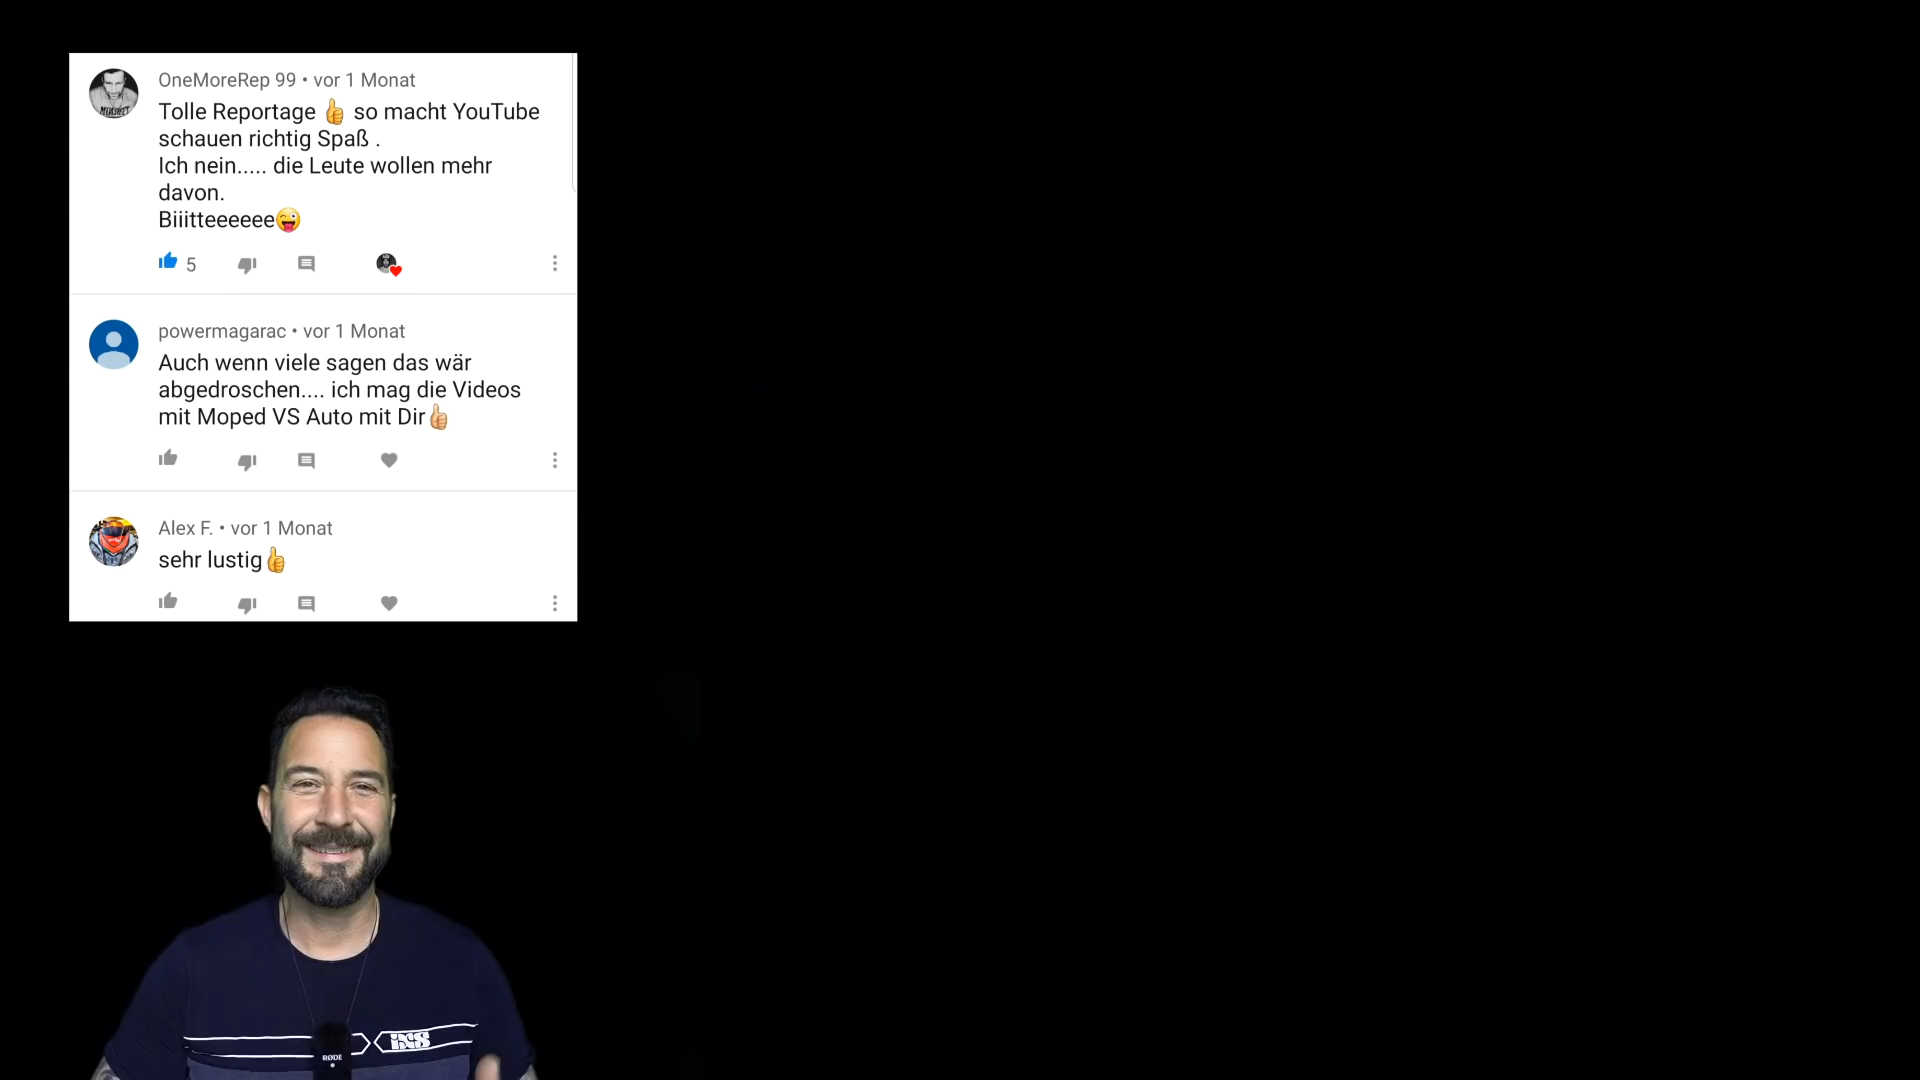 OneMoreRep 99 • vor 1 Monat
Tolle Reportage 👍 so macht YouTube
schauen richtig Spaß .
Ich nein..... die Leute wollen mehr
davon.
Biiitteeeeee😜
5
powermagarac • vor 1 Monat
Auch wenn viele sagen das wär
abgedroschen.... ich mag die Videos
mit Moped VS Auto mit Dir👍🏼
Alex F. • vor 1 Monat
sehr lustig👍
iXS
RØDE